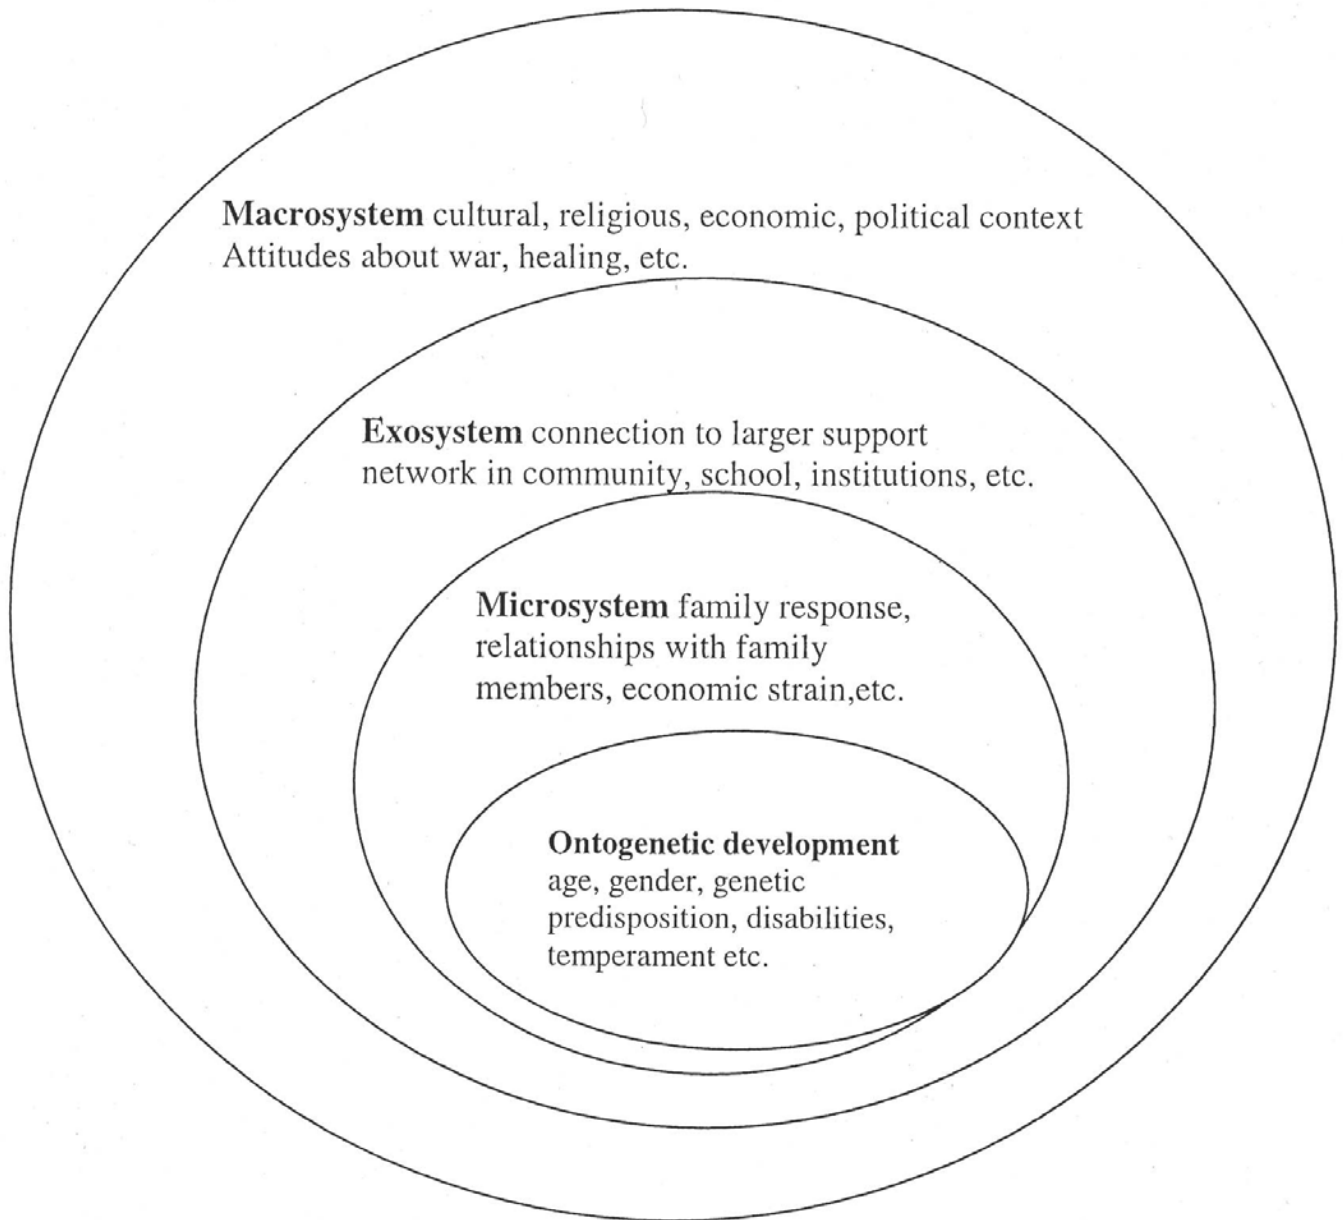 Macrosystem cultural, religious, economic, political context
Attitudes about war, healing, etc.
Exosystem connection to larger support
network in community, school, institutions, etc.
Microsystem family response,
relationships with family
members, economic strain,etc.
Ontogenetic development
age, gender, genetic
predisposition, disabilities,
temperament etc.